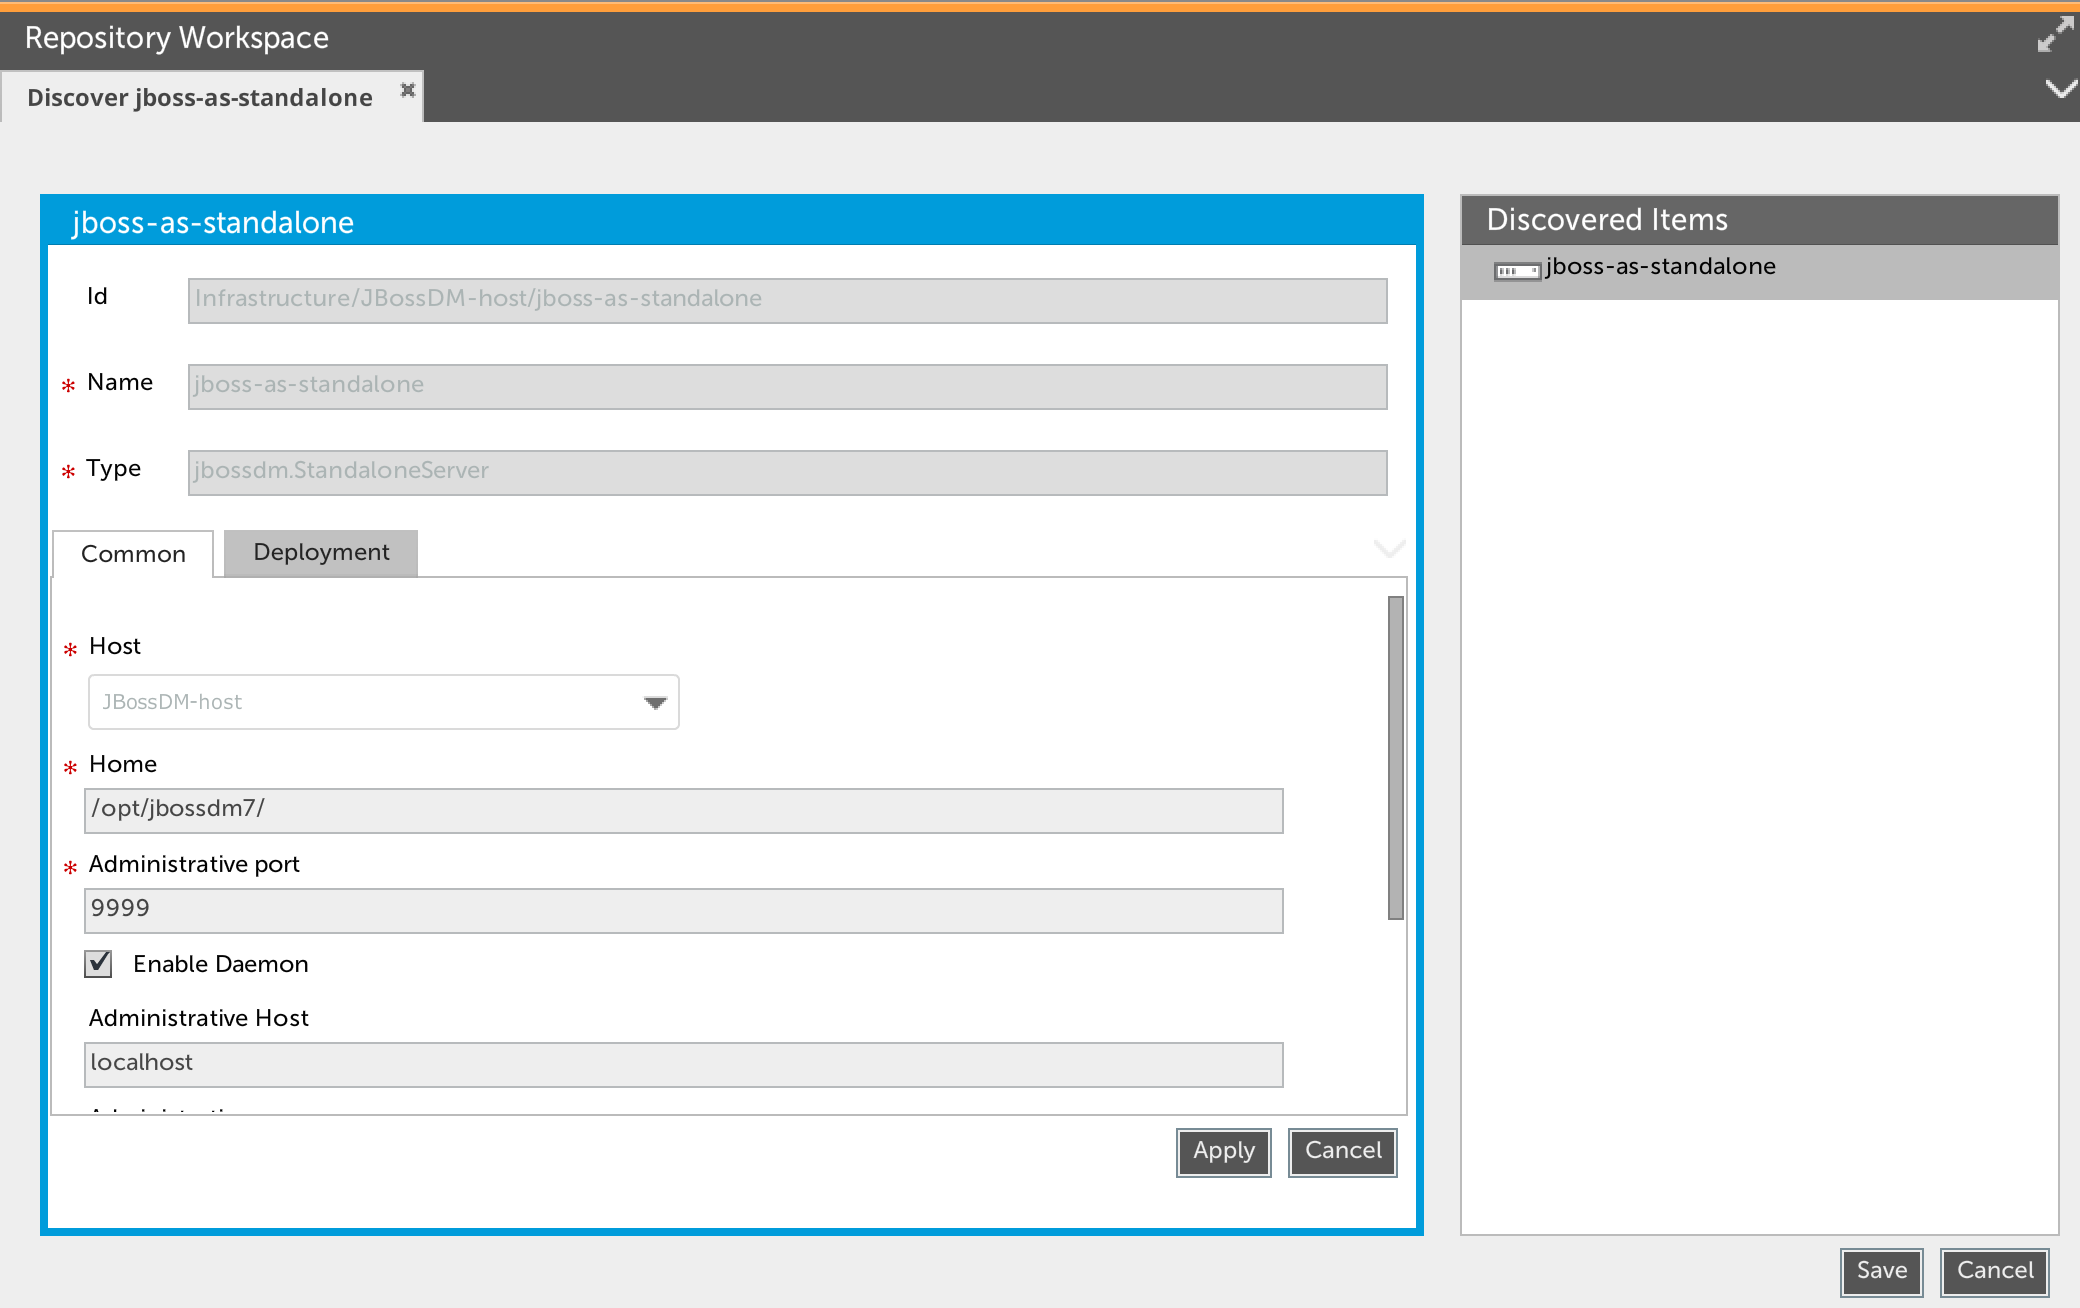 Repository Workspace
Discover jboss-as-standalone
jboss-as-standalone
Id
Infrastructure/JBossDM-host/jboss-as-standalone
* Name
jboss-as-standalone
* Type
jbossdm.StandaloneServer
Common
Deployment
* Host
JBossDM-host
* Home
/opt/jbossdm7/
* Administrative port
9999
Enable Daemon
Administrative Host
localhost
Apply
Cancel
Discovered Items
jboss-as-standalone
Save
Cancel